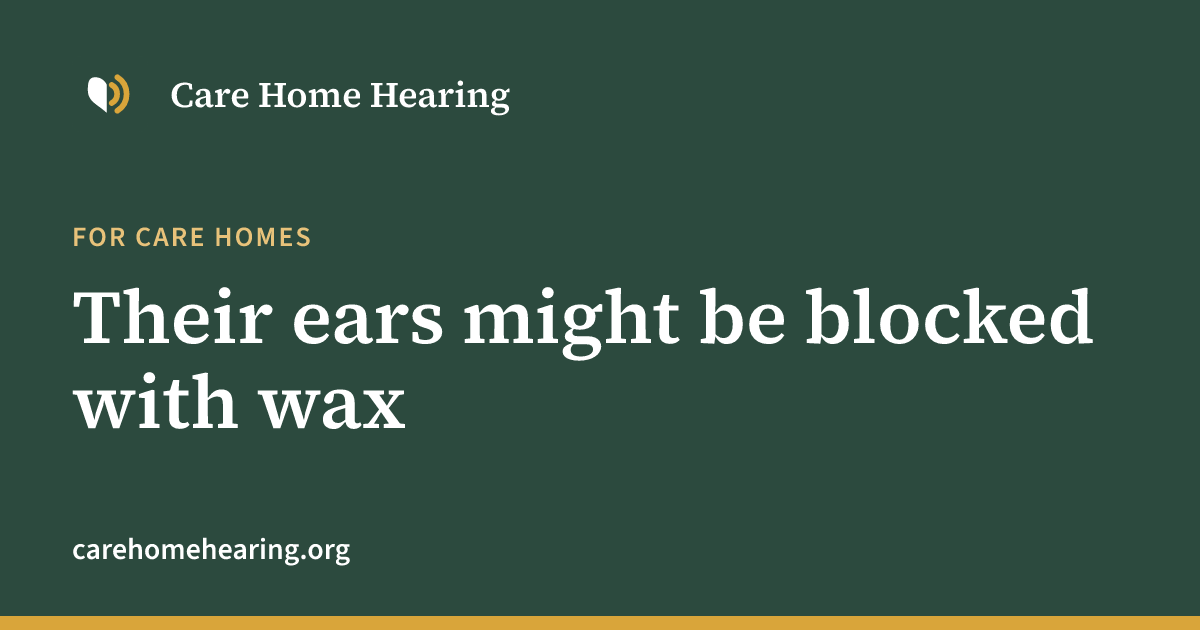 Care Home Hearing
FOR CARE HOMES
Their ears might be blocked
with wax
carehomehearing.org